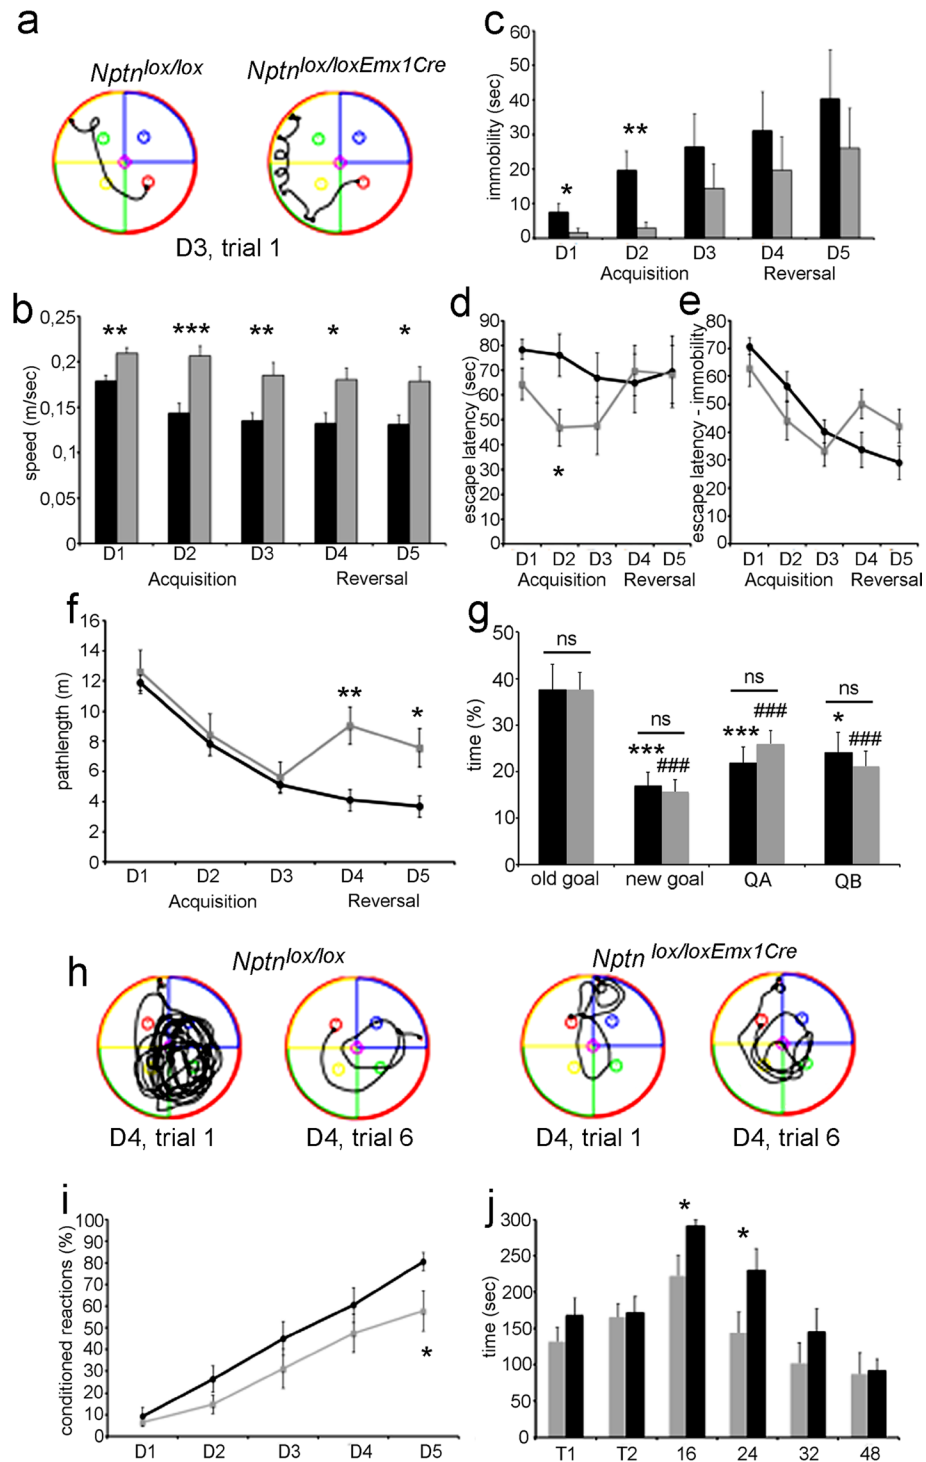 a
Nptnlox/lox
Nptnlox/loxEmx1Cre
D3, trial 1
c
immobility (sec)
60
50
40
30
20
10
0
*
**
D1
D2
D3
D4
D5
Acquisition
Reversal
b
speed (m/sec)
0,25
0,2
0,15
0,1
0,05
0
**
***
**
*
*
D1
D2
D3
D4
D5
Acquisition
Reversal
d
escape latency (sec)
90
80
70
60
50
40
30
20
10
0
*
D1
D2
D3
D4
D5
Acquisition
Reversal
e
escape latency - immobility
80
70
60
50
40
30
20
10
0
D1
D2
D3
D4
D5
Acquisition
Reversal
f
pathlength (m)
16
14
12
10
8
6
4
2
0
**
*
D1
D2
D3
D4
D5
Acquisition
Reversal
g
time (%)
50
40
30
20
10
0
ns
ns
ns
ns
***
###
***
###
*
###
old goal
new goal
QA
QB
h
Nptnlox/lox
Nptn lox/loxEmx1Cre
D4, trial 1
D4, trial 6
D4, trial 1
D4, trial 6
i
conditioned reactions (%)
100
90
80
70
60
50
40
30
20
10
0
*
D1
D2
D3
D4
D5
j
time (sec)
300
250
200
150
100
50
0
*
*
T1
T2
16
24
32
48